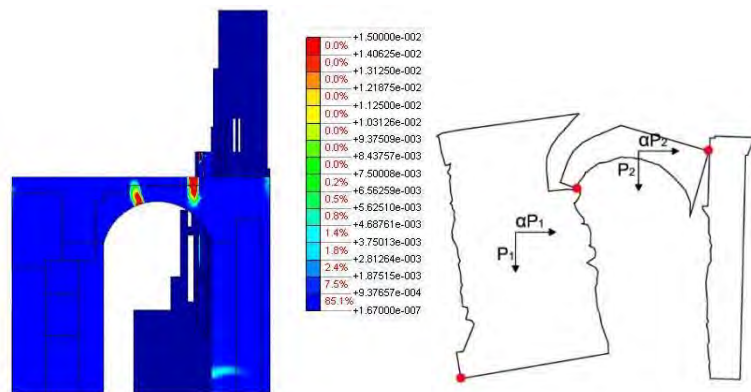 +1.50000e-002
0.0%
+1.40625e-002
0.0%
+1.31250e-002
0.0%
+1.21875e-002
0.0%
+1.12500e-002
0.0%
+1.03126e-002
0.0%
+9.37509e-003
0.0%
+8.43757e-003
0.0%
+7.50008e-003
0.2%
+6.56259e-003
0.5%
+5.62510e-003
0.8%
+4.68761e-003
1.4%
+3.75013e-003
1.8%
+2.81264e-003
2.4%
+1.87515e-003
7.5%
+9.37657e-004
85.1%
+1.67000e-007
αP2
P2
αP1
P1